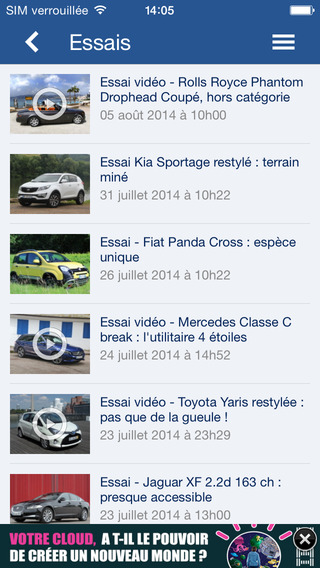 SIM verrouillée 14:05
Essais
Essai vidéo - Rolls Royce Phantom
Drophead Coupé, hors catégorie
05 août 2014 à 10h00
Essai Kia Sportage restylé : terrain
miné
31 juillet 2014 à 10h22
Essai - Fiat Panda Cross : espèce
unique
26 juillet 2014 à 10h22
Essai vidéo - Mercedes Classe C
break : l'utilitaire 4 étoiles
24 juillet 2014 à 14h52
Essai vidéo - Toyota Yaris restylée :
pas que de la gueule !
23 juillet 2014 à 23h29
Essai - Jaguar XF 2.2d 163 ch :
presque accessible
23 juillet 2014 à 13h00
VOTRE CLOUD, A T-IL LE POUVOIR
DE CRÉER UN NOUVEAU MONDE ?